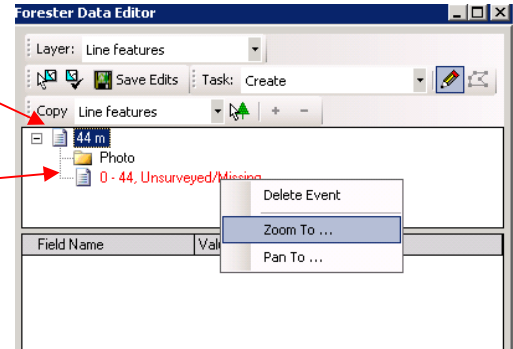 Forester Data Editor
Layer: Line features
Save Edits Task: Create
Copy Line features + -
44 m
Photo
0 - 44, Unsurveyed/Missing
Delete Event
Zoom To ...
Pan To ...
Field Name